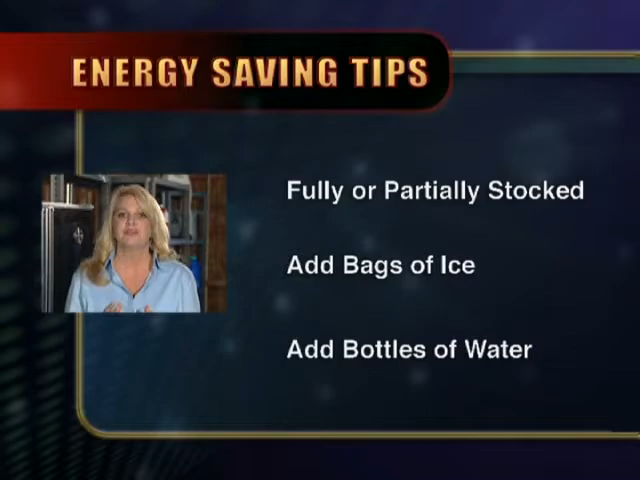 ENERGY SAVING TIPS
Fully or Partially Stocked
Add Bags of Ice
Add Bottles of Water